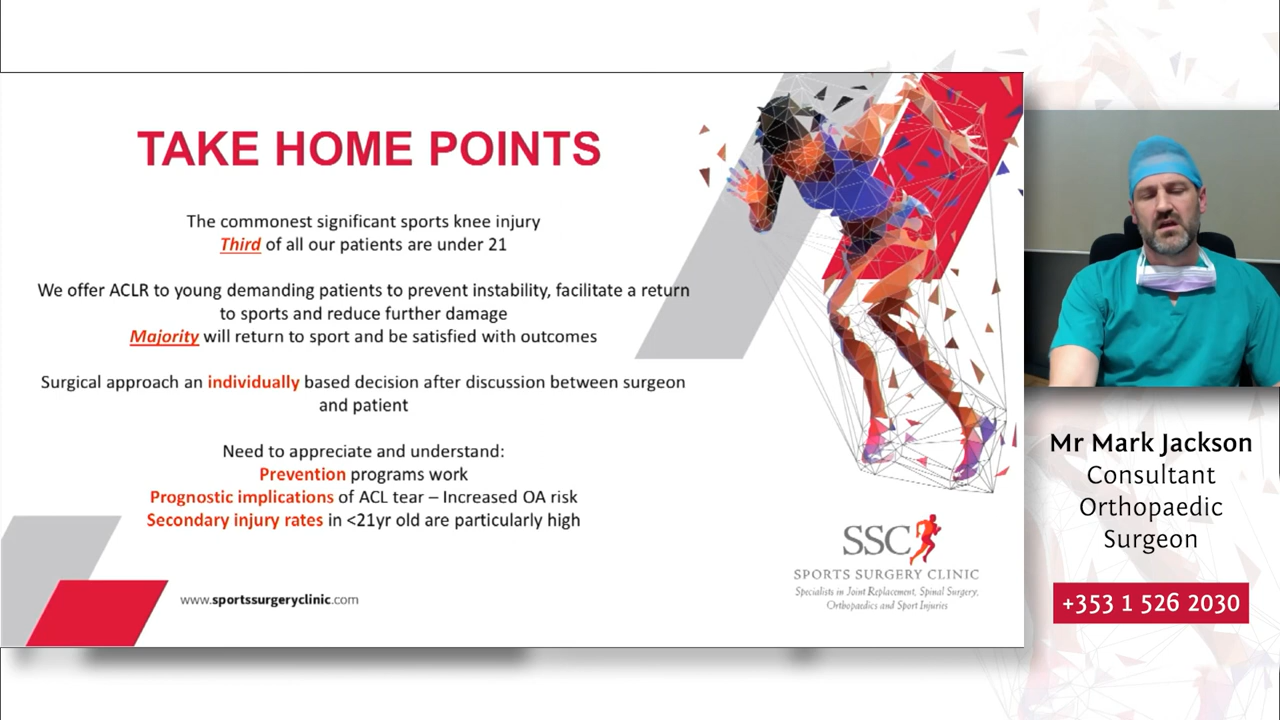 TAKE HOME POINTS
The commonest significant sports knee injury
Third of all our patients are under 21
We offer ACLR to young demanding patients to prevent instability, facilitate a return
to sports and reduce further damage
Majority will return to sport and be satisfied with outcomes
Surgical approach an individually based decision after discussion between surgeon
and patient
Need to appreciate and understand:
Prevention programs work
Prognostic implications of ACL tear – Increased OA risk
Secondary injury rates in <21yr old are particularly high
www.sportssurgeryclinic.com
SSC
SPORTS SURGERY CLINIC
Specialists in Joint Replacement, Spinal Surgery,
Orthopaedics and Sport Injuries
Mr Mark Jackson
Consultant
Orthopaedic
Surgeon
+353 1 526 2030